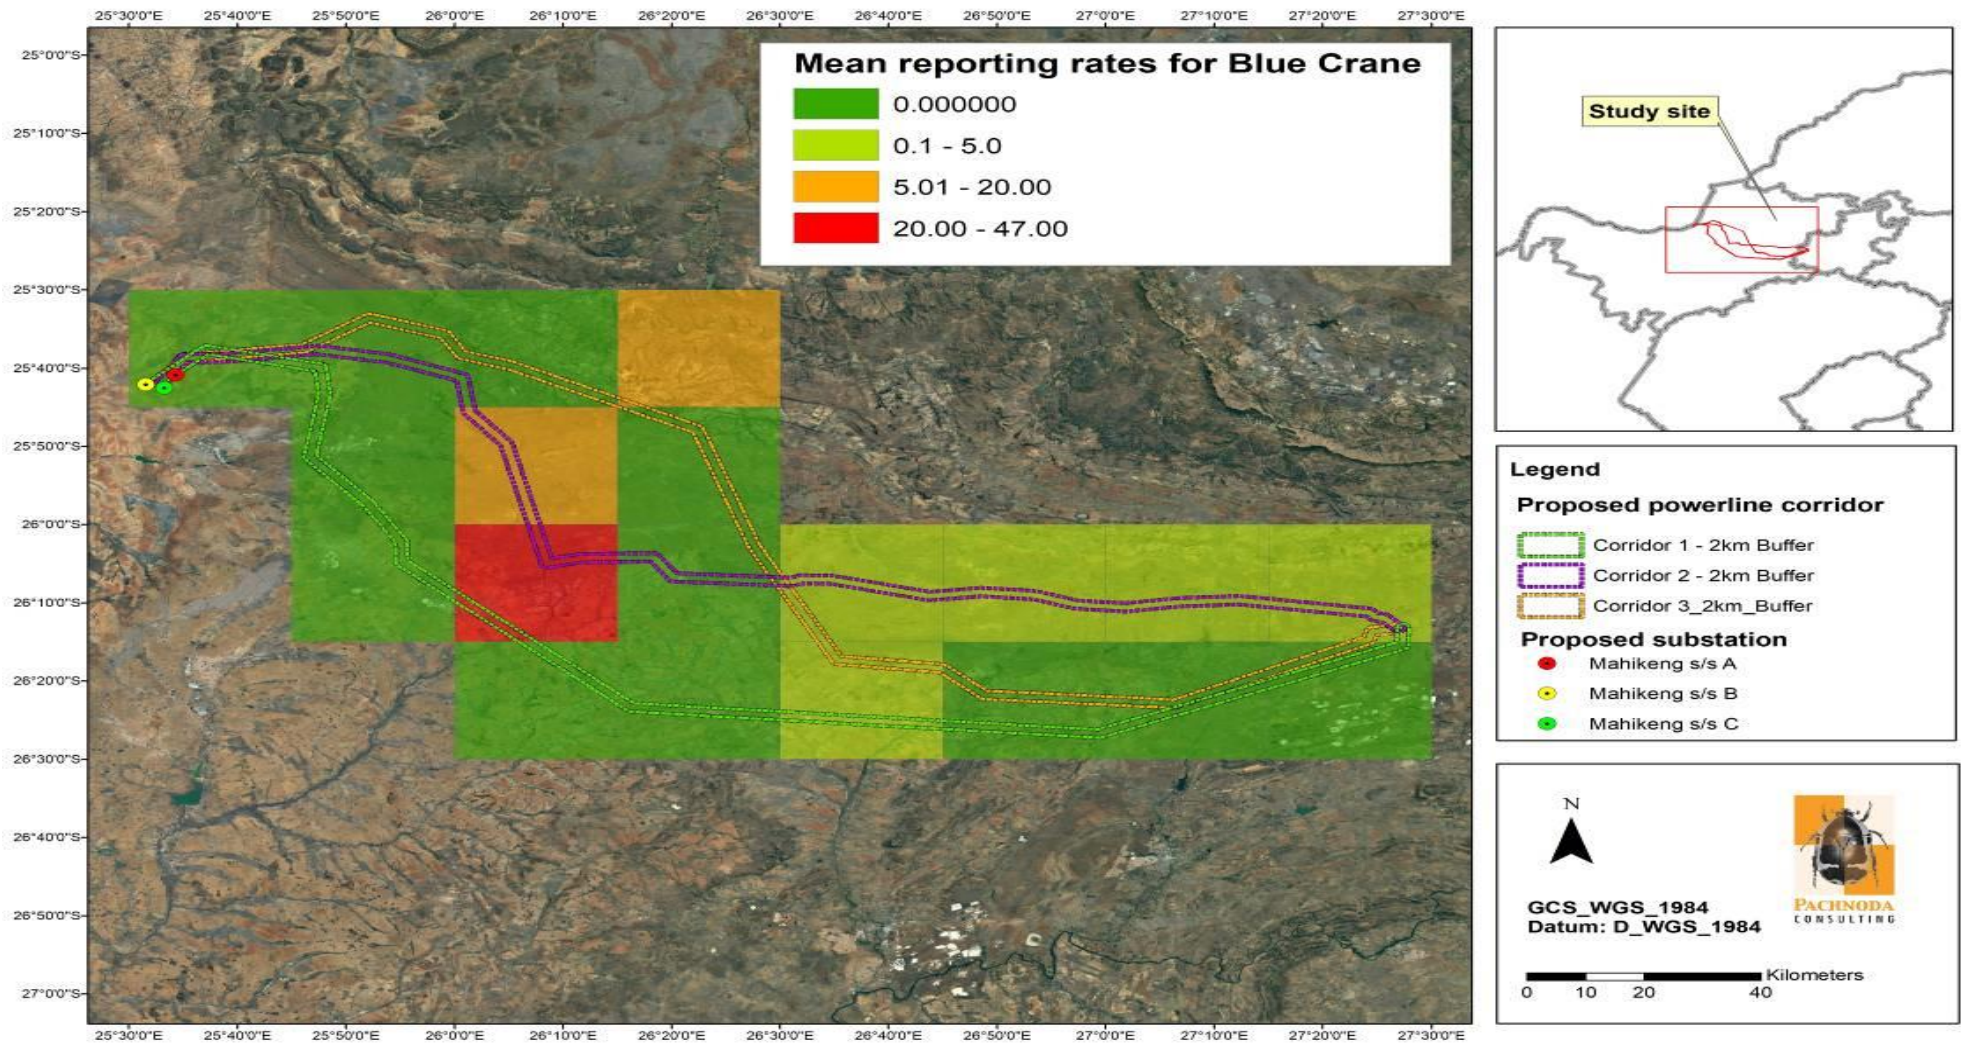 25°30'0"E 25°40'0"E 25°50'0"E 26°0'0"E 26°10'0"E 26°20'0"E 26°30'0"E 26°40'0"E 26°50'0"E 27°0'0"E 27°10'0"E 27°20'0"E 27°30'0"E
25°0'0"S
25°10'0"S
25°20'0"S
25°30'0"S
25°40'0"S
25°50'0"S
26°0'0"S
26°10'0"S
26°20'0"S
26°30'0"S
26°40'0"S
26°50'0"S
27°0'0"S
Mean reporting rates for Blue Crane
0.000000
0.1 - 5.0
5.01 - 20.00
20.00 - 47.00
25°30'0"E 25°40'0"E 25°50'0"E 26°0'0"E 26°10'0"E 26°20'0"E 26°30'0"E 26°40'0"E 26°50'0"E 27°0'0"E 27°10'0"E 27°20'0"E 27°30'0"E
Study site
Legend
Proposed powerline corridor
Corridor 1 - 2km Buffer
Corridor 2 - 2km Buffer
Corridor 3_2km_Buffer
Proposed substation
Mahikeng s/s A
Mahikeng s/s B
Mahikeng s/s C
N
PACHNODA
CONSULTING
GCS_WGS_1984
Datum: D_WGS_1984
Kilometers
0 10 20 40